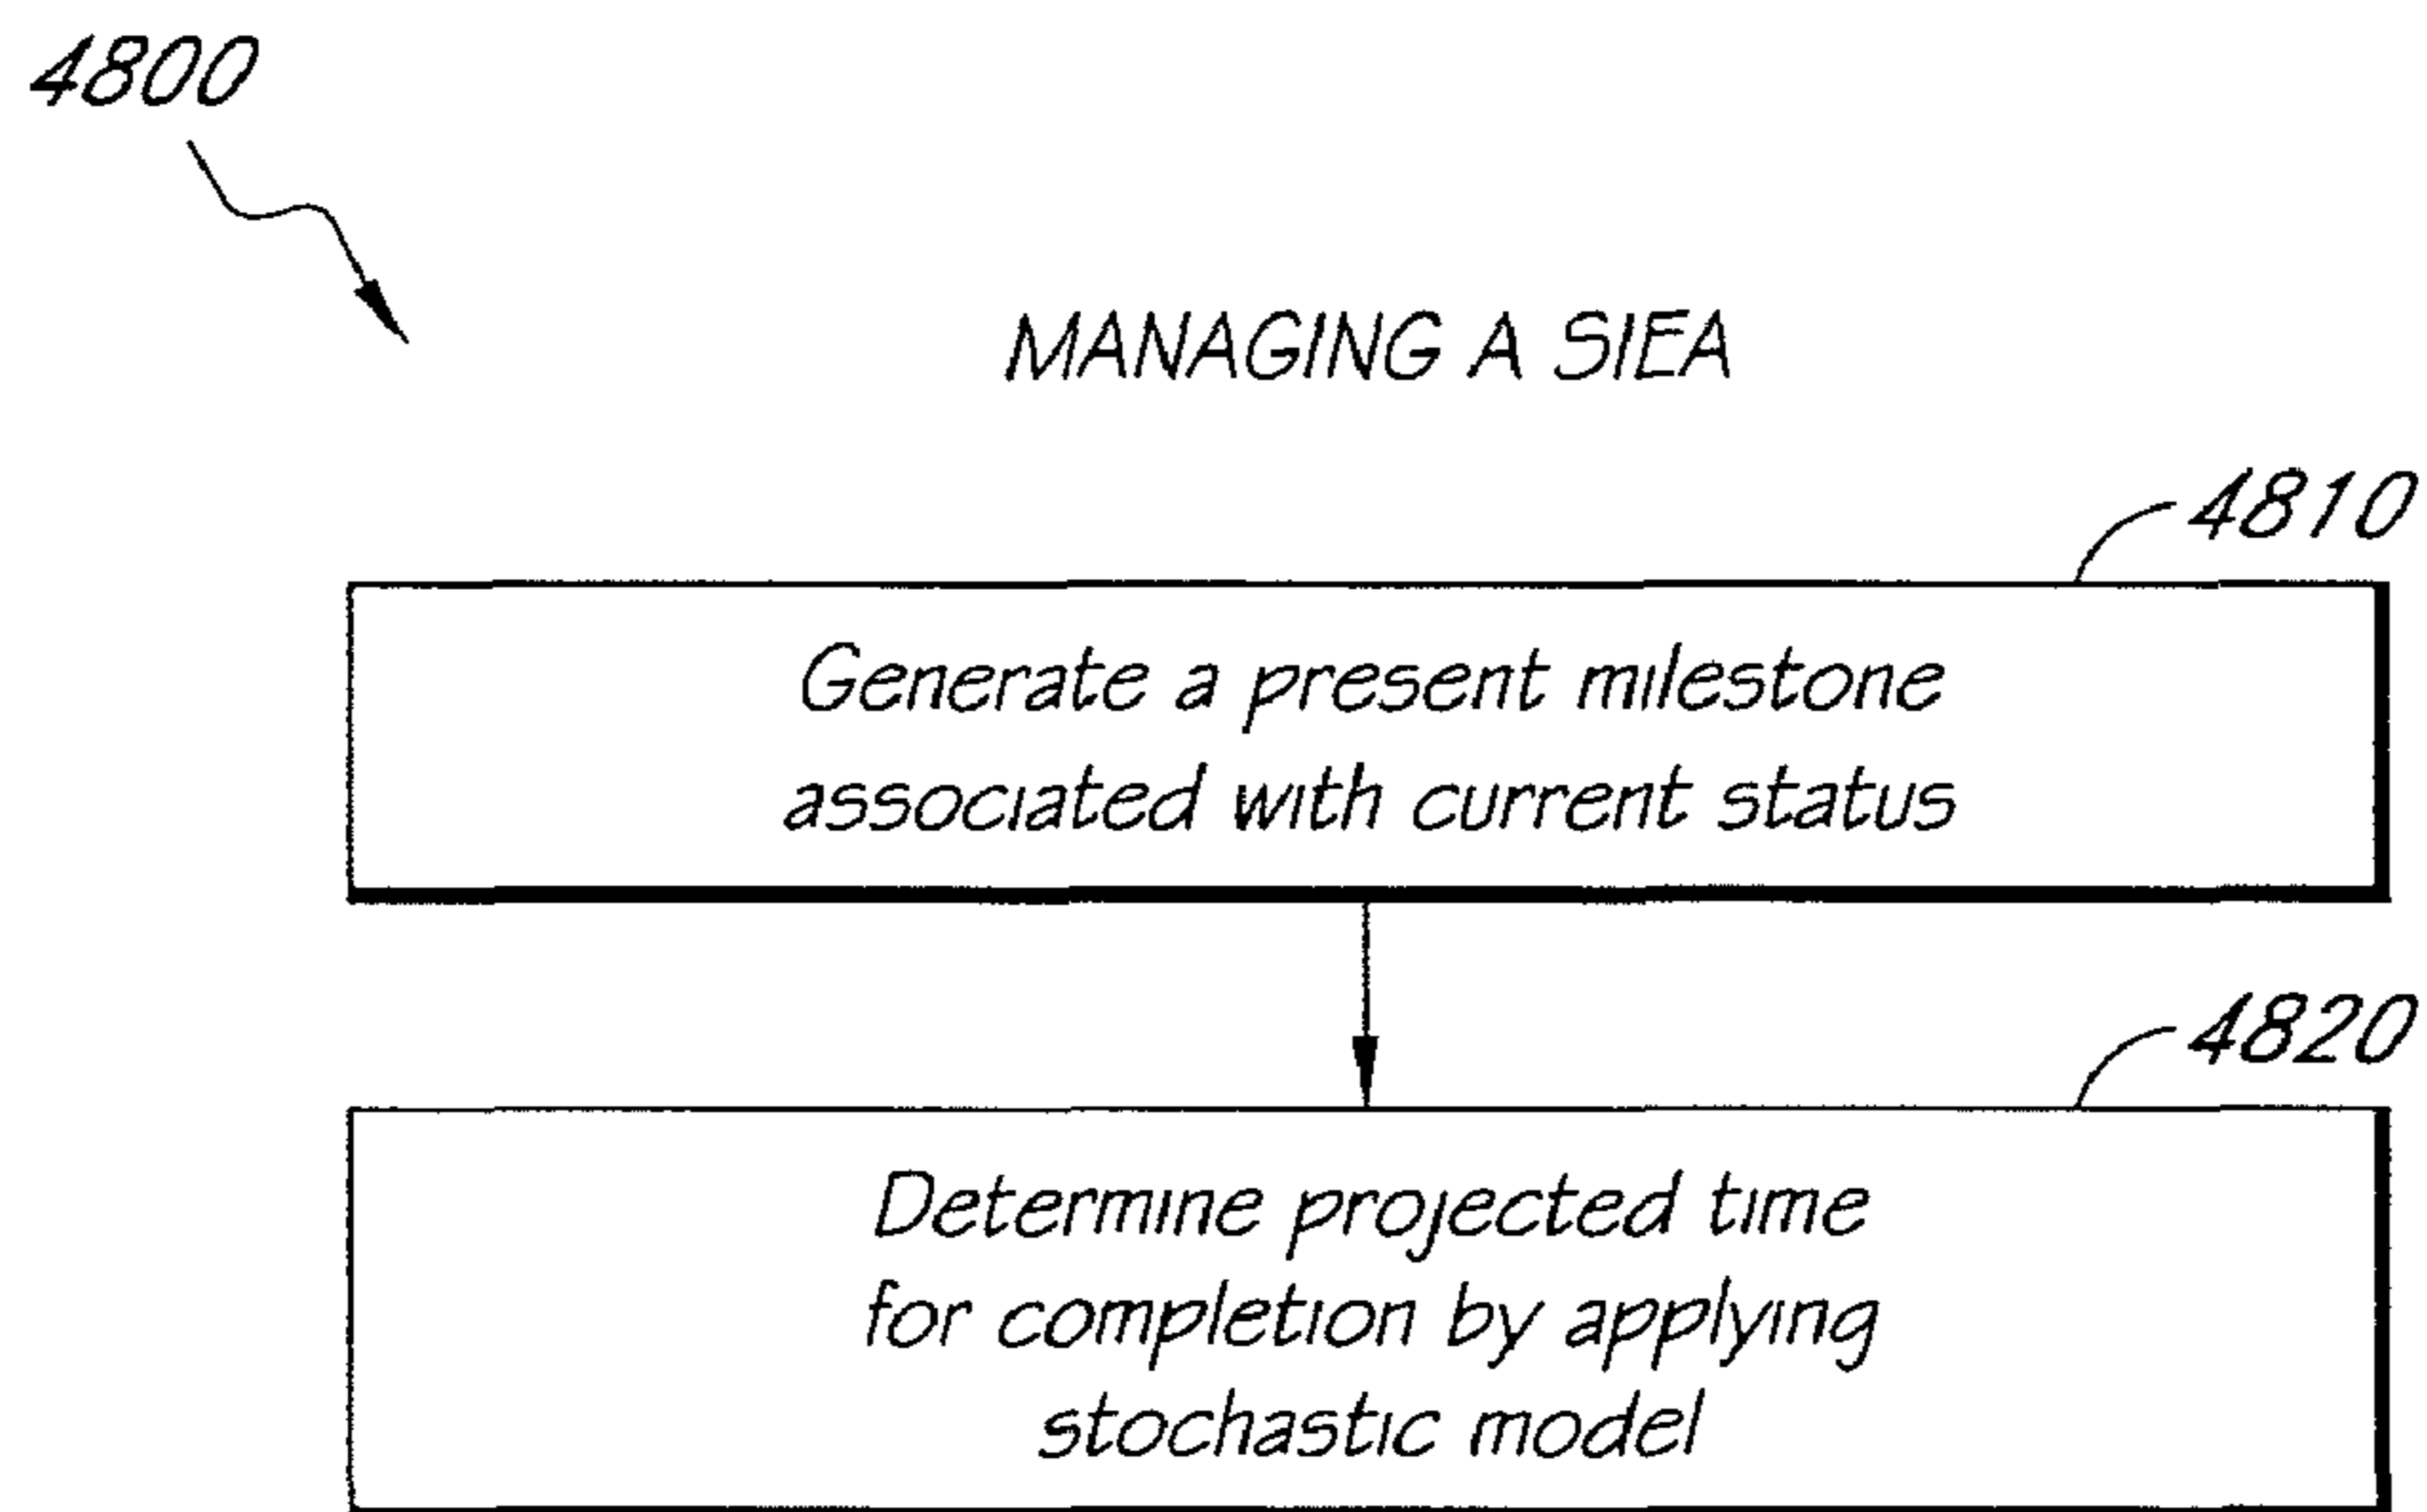 4800
MANAGING A SIEA
4810
Generate a present milestone
associated with current status
4820
Determine projected time
for completion by applying
stochastic model